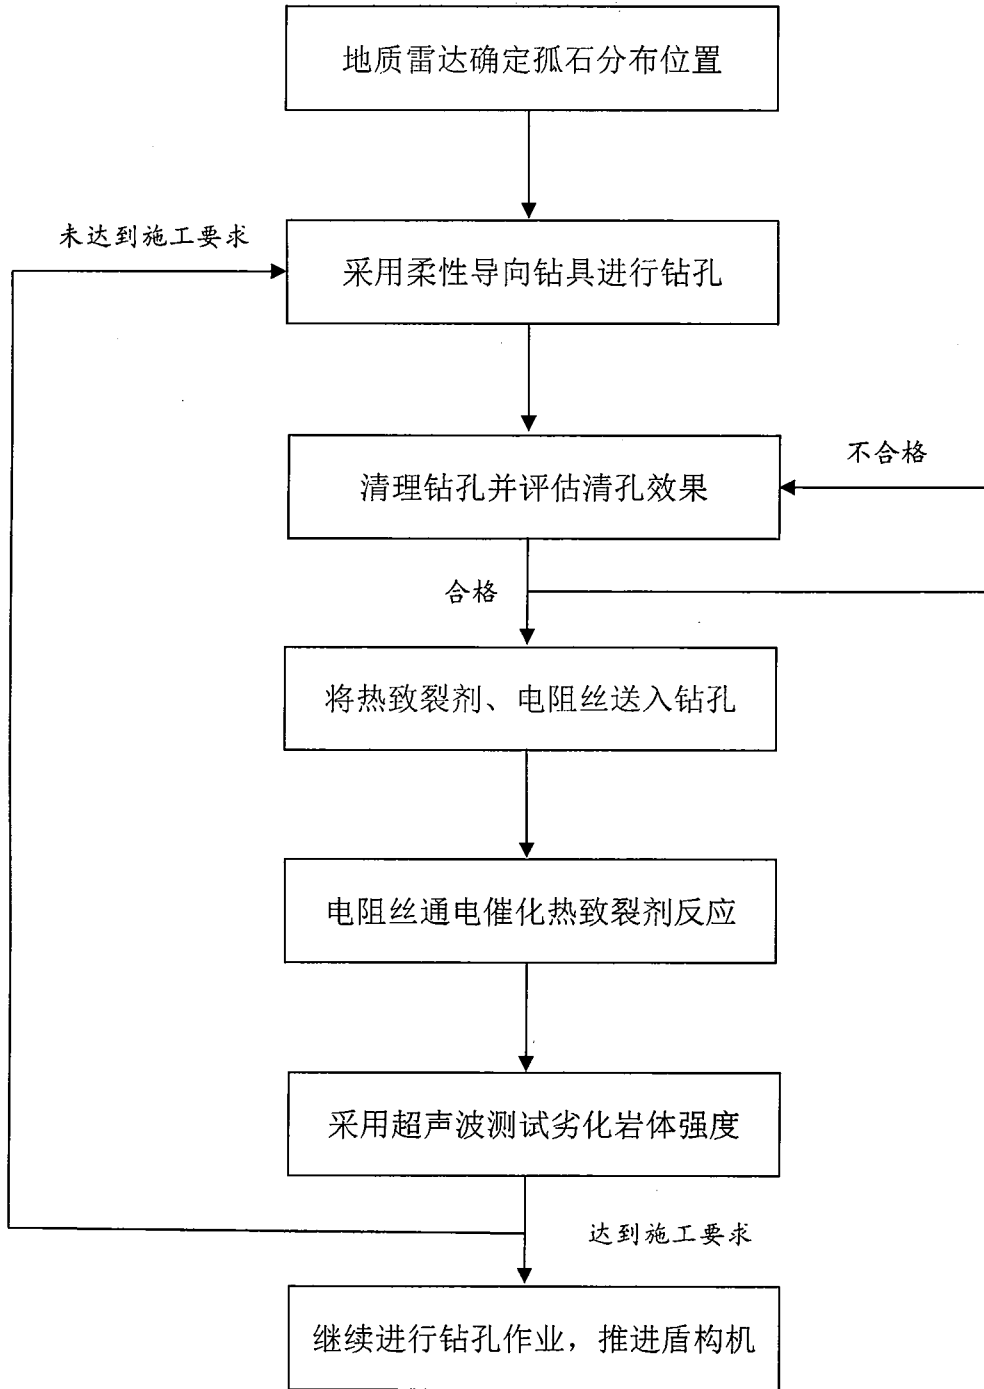 地质雷达确定孤石分布位置
未达到施工要求
采用柔性导向钻具进行钻孔
不合格
清理钻孔并评估清孔效果
合格
将热致裂剂、电阻丝送入钻孔
电阻丝通电催化热致裂剂反应
采用超声波测试劣化岩体强度
达到施工要求
继续进行钻孔作业，推进盾构机